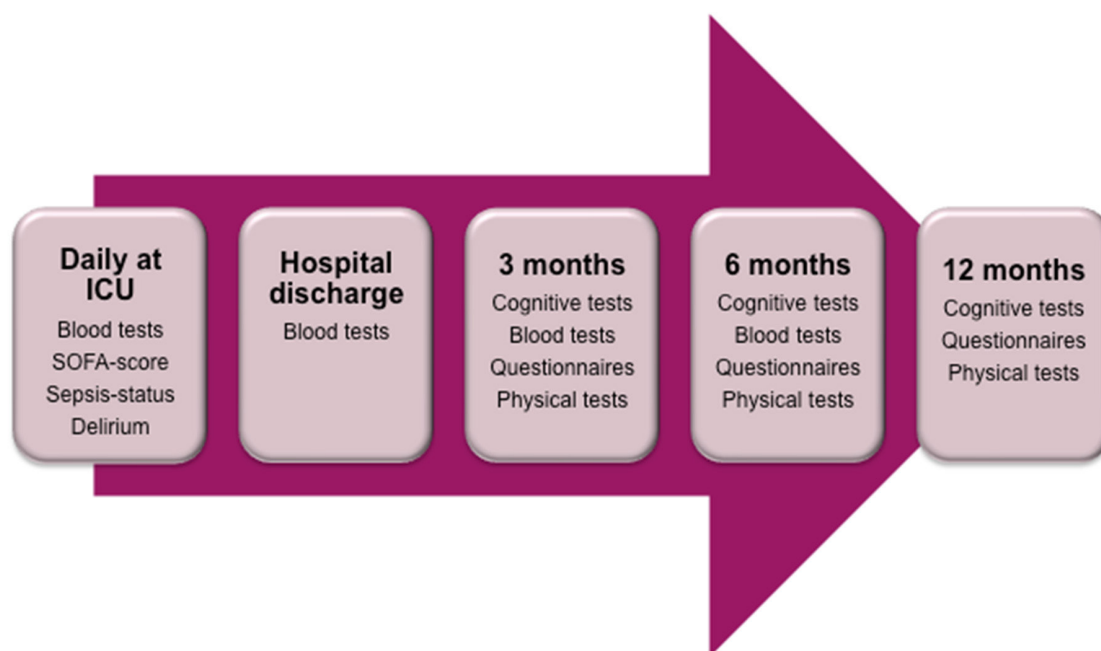 Daily at
ICU
Blood tests
SOFA-score
Sepsis-status
Delirium
Hospital
discharge
Blood tests
3 months
Cognitive tests
Blood tests
Questionnaires
Physical tests
6 months
Cognitive tests
Blood tests
Questionnaires
Physical tests
12 months
Cognitive tests
Questionnaires
Physical tests